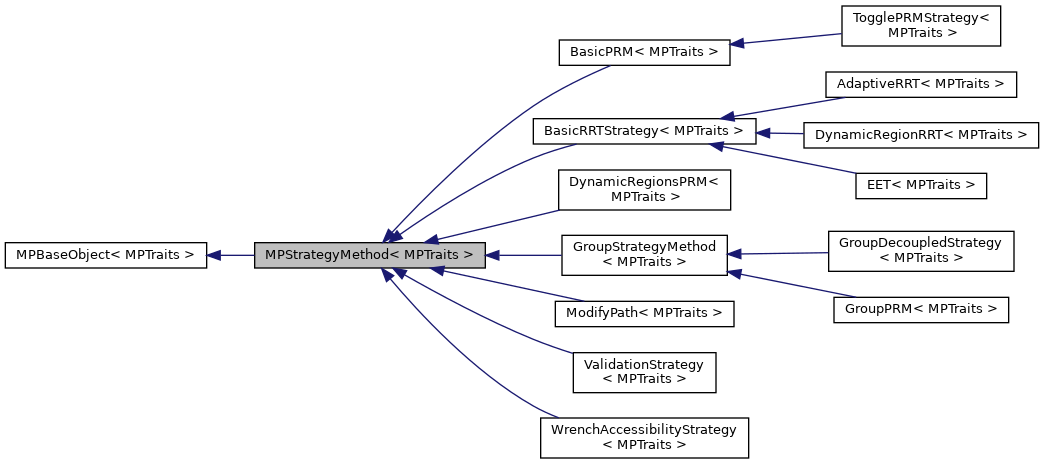 MPBaseObject< MPTraits >
MPStrategyMethod< MPTraits >
BasicPRM< MPTraits >
TogglePRMStrategy<
MPTraits >
BasicRRTStrategy< MPTraits >
AdaptiveRRT< MPTraits >
DynamicRegionRRT< MPTraits >
EET< MPTraits >
DynamicRegionsPRM<
MPTraits >
GroupStrategyMethod
< MPTraits >
GroupDecoupledStrategy
< MPTraits >
GroupPRM< MPTraits >
ModifyPath< MPTraits >
ValidationStrategy
< MPTraits >
WrenchAccessibilityStrategy
< MPTraits >